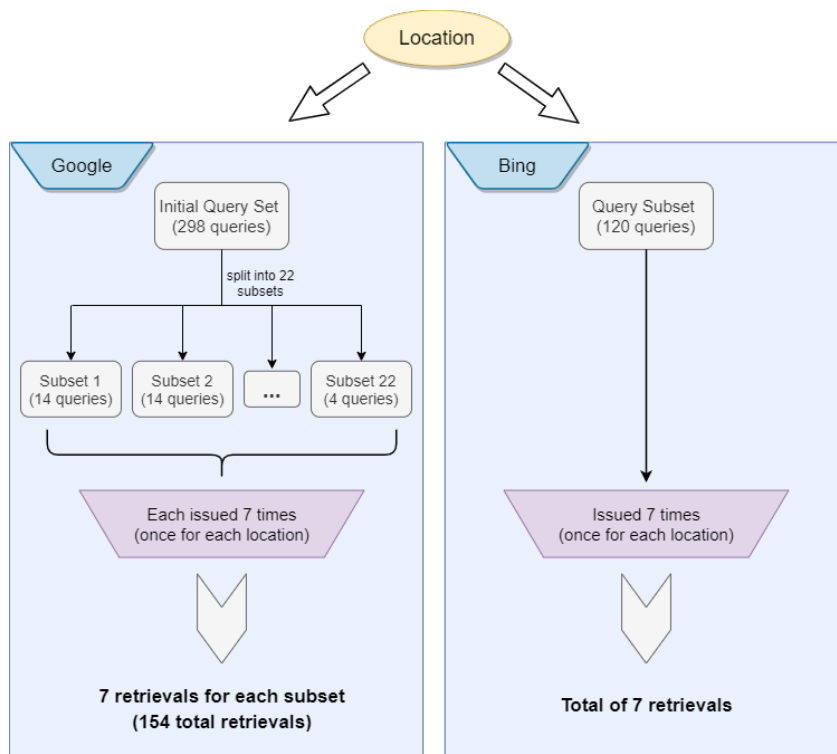 Location
Google
Initial Query Set
(298 queries)
split into 22
subsets
Subset 1
(14 queries)
Subset 2
(14 queries)
...
Subset 22
(4 queries)
Each issued 7 times
(once for each location)
7 retrievals for each subset
(154 total retrievals)
Bing
Query Subset
(120 queries)
Issued 7 times
(once for each location)
Total of 7 retrievals